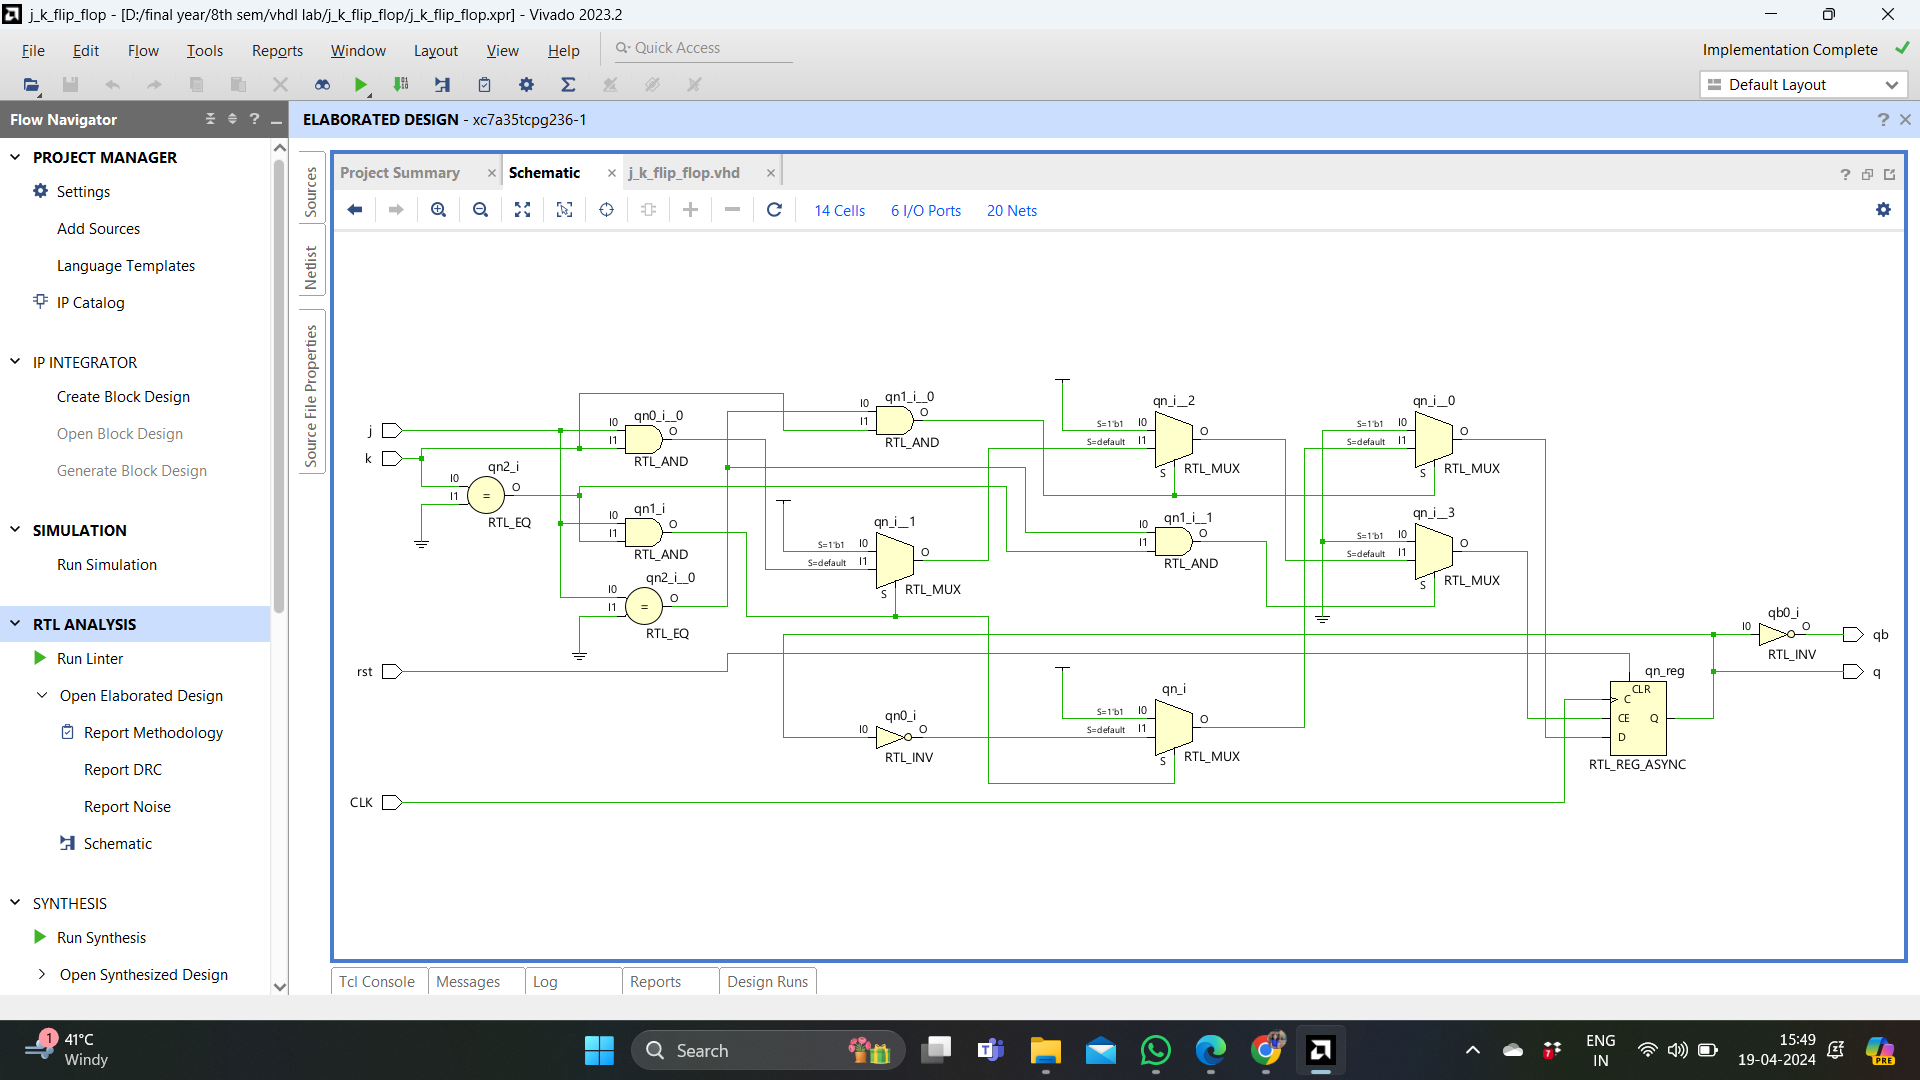 j_k_flip_flop - [D:/final year/8th sem/vhdl lab/j_k_flip_flop/j_k_flip_flop.xpr] - Vivado 2023.2
File Edit Flow Tools Reports Window Layout View Help Quick Access
Implementation Complete
Default Layout
Flow Navigator
ELABORATED DESIGN - xc7a35tcpg236-1
PROJECT MANAGER
Settings
Add Sources
Language Templates
IP Catalog
IP INTEGRATOR
Create Block Design
Open Block Design
Generate Block Design
SIMULATION
Run Simulation
RTL ANALYSIS
Run Linter
Open Elaborated Design
Report Methodology
Report DRC
Report Noise
Schematic
SYNTHESIS
Run Synthesis
Open Synthesized Design
Sources
Netlist
Source File Properties
Project Summary
Schematic
j_k_flip_flop.vhd
14 Cells 6 I/O Ports 20 Nets
j
k
rst
CLK
qn2_i
I0
I1
O
=
RTL_EQ
qn0_i__0
I0
I1
O
RTL_AND
qn1_i
I0
I1
O
RTL_AND
qn2_i__0
I0
I1
O
=
RTL_EQ
qn1_i__0
I0
I1
O
RTL_AND
qn_i__1
S=1'b1 I0
S=default I1
O
S
RTL_MUX
qn0_i
I0
O
RTL_INV
qn_i__2
S=1'b1 I0
S=default I1
O
S
RTL_MUX
qn1_i__1
I0
I1
O
RTL_AND
qn_i
S=1'b1 I0
S=default I1
O
S
RTL_MUX
qn_i__0
S=1'b1 I0
S=default I1
O
S
RTL_MUX
qn_i__3
S=1'b1 I0
S=default I1
O
S
RTL_MUX
qb0_i
I0
O
RTL_INV
qb
q
qn_reg
CLR
C
CE Q
D
RTL_REG_ASYNC
Tcl Console Messages Log Reports Design Runs
1
41°C
Windy
Search
7
ENG
IN
15:49
19-04-2024
PRE